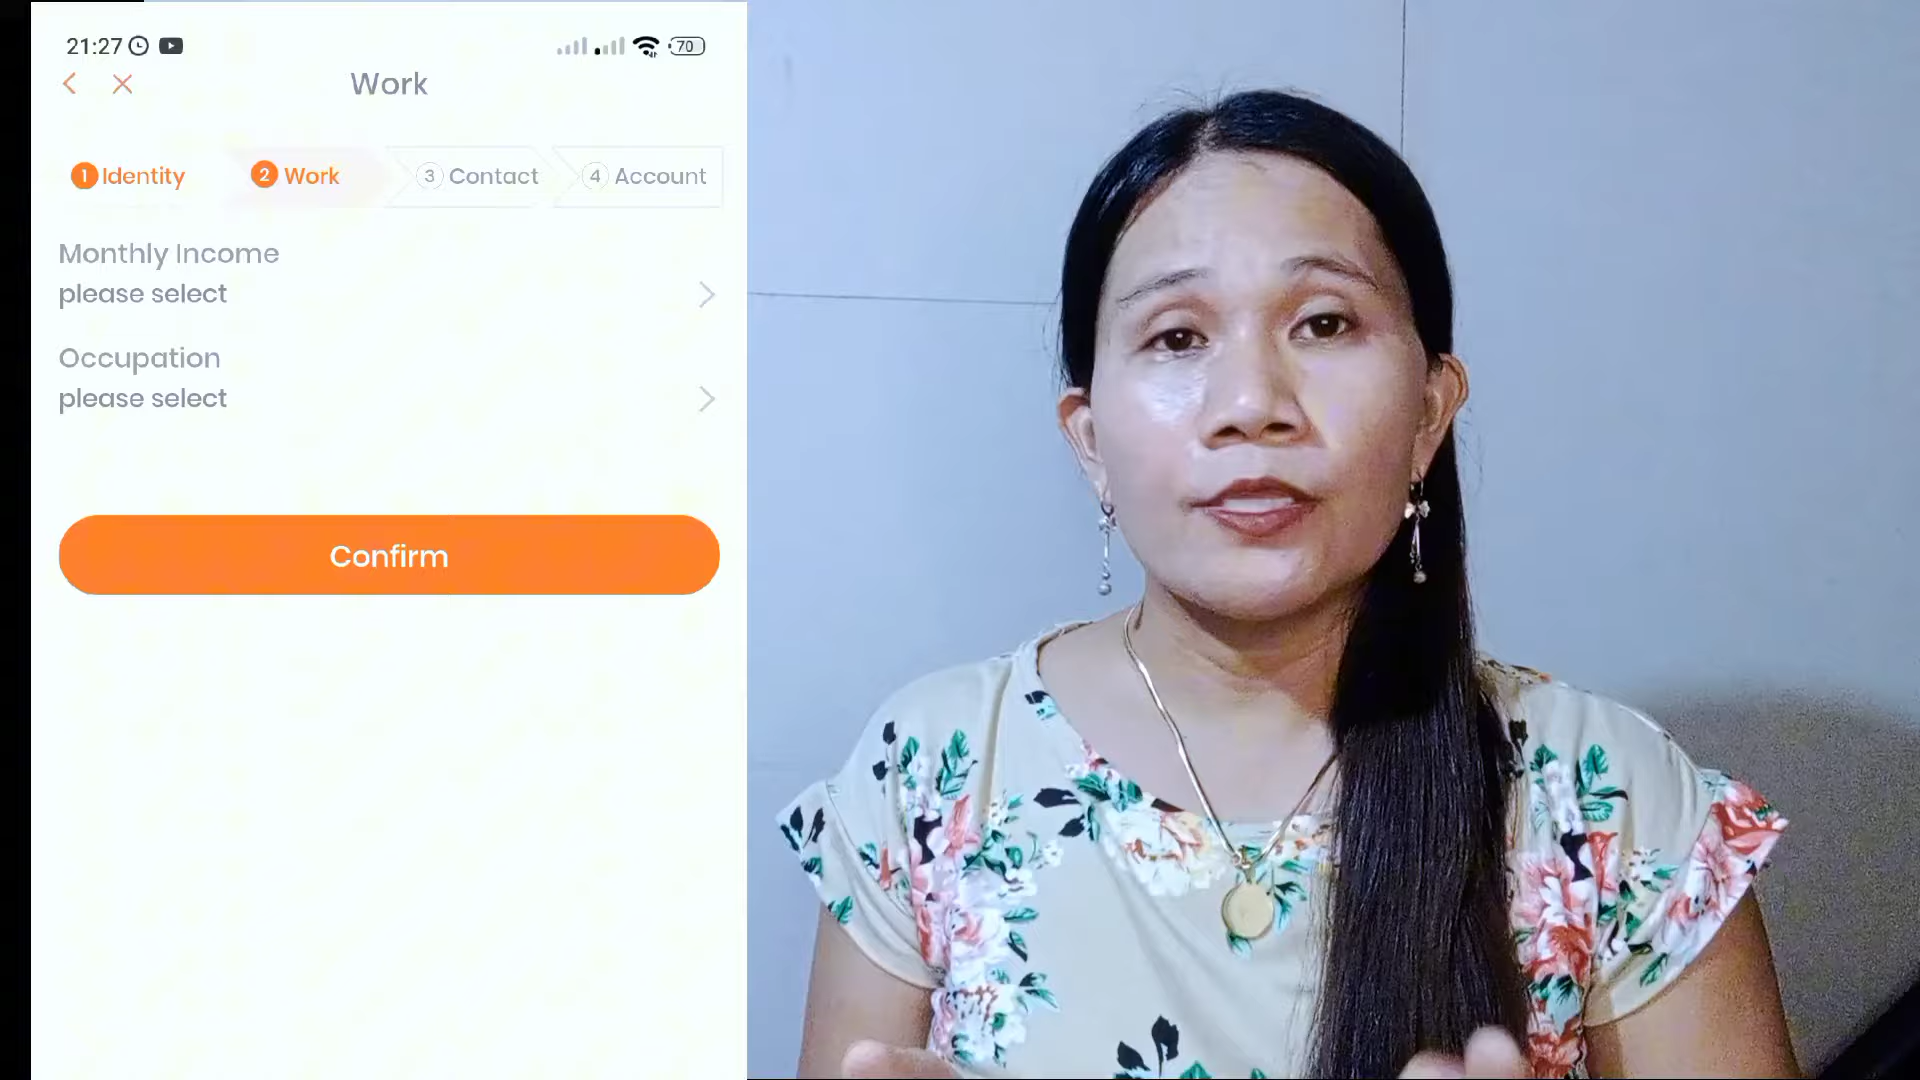 21:27
70
Work
1 Identity
2 Work
3 Contact
4 Account
Monthly Income
please select
Occupation
please select
Confirm